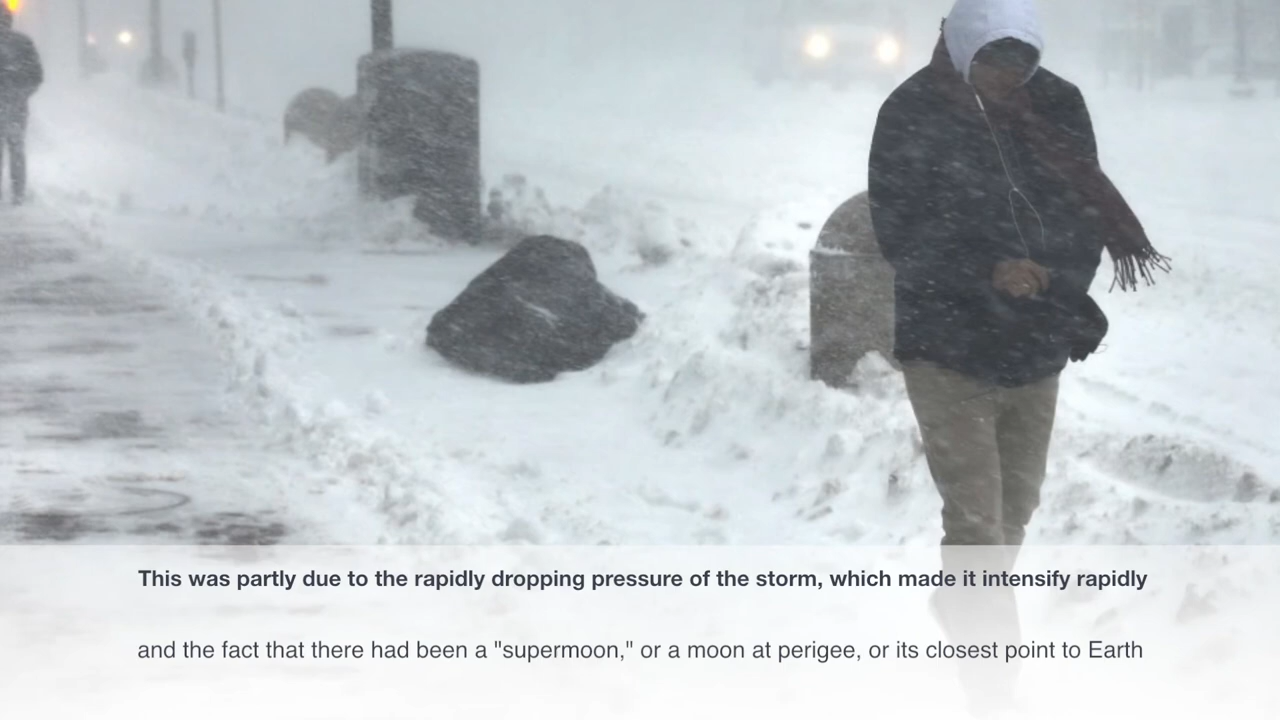 This was partly due to the rapidly dropping pressure of the storm, which made it intensify rapidly
and the fact that there had been a "supermoon," or a moon at perigee, or its closest point to Earth